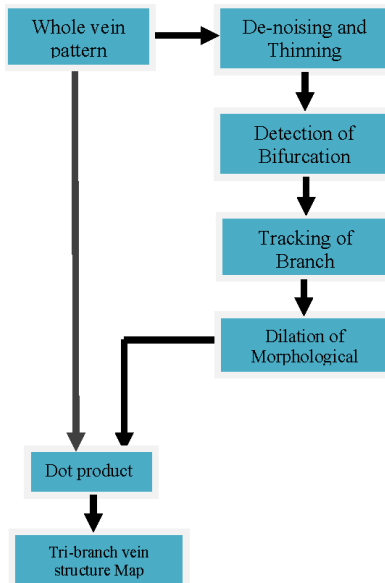 Whole vein
pattern
De-noising and
Thinning
Detection of
Bifurcation
Tracking of
Branch
Dilation of
Morphological
Dot product
Tri-branch vein
structure Map